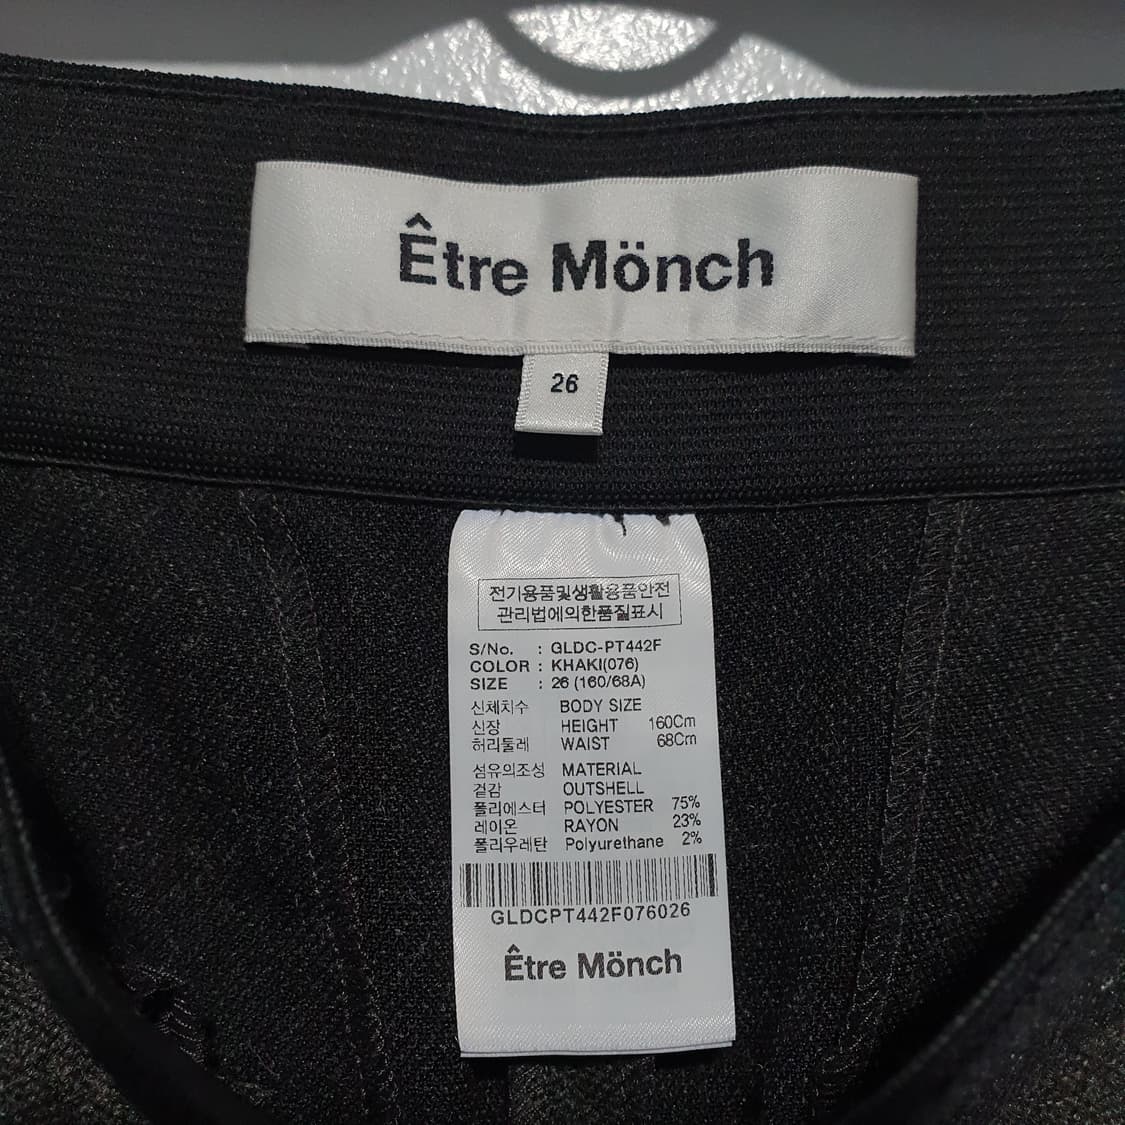 Être Mönch
26
전기용품및생활용품안전
관리법에의한품질표시
S/No. : GLDC-PT442F
COLOR : KHAKI(076)
SIZE : 26 (160/68A)
신체치수 BODY SIZE
신장 HEIGHT 160Cm
허리둘레 WAIST 68Cm
섬유의조성 MATERIAL
겉감 OUTSHELL
폴리에스터 POLYESTER 75%
레이온 RAYON 23%
폴리우레탄 Polyurethane 2%
GLDCPT442F076026
Être Mönch